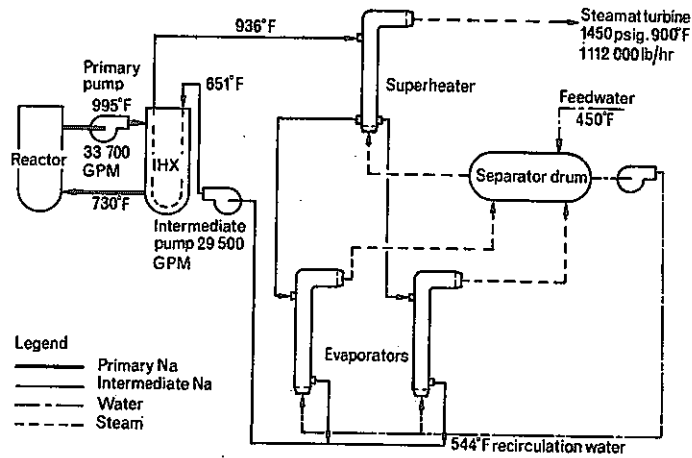 936°F
Steamat turbine
1450 psig. 900°F
1112 000 lb/hr
Primary
pump
651°F
Superheater
995°F
Feedwater
450°F
Reactor
IHX
33 700
GPM
Separator drum
730°F
Intermediate
pump 29 500
GPM
Evaporators
Legend
Primary Na
Intermediate Na
Water
Steam
544°F recirculation water